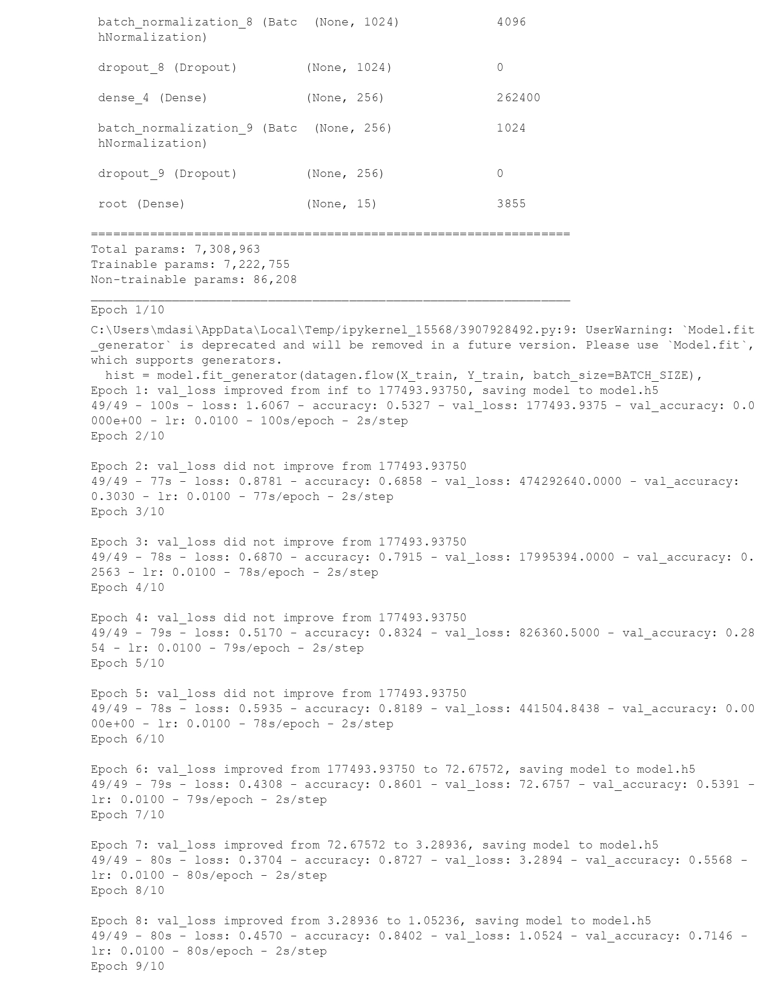 batch_normalization_8 (Batc  (None, 1024)             4096
hNormalization)
dropout_8 (Dropout)         (None, 1024)              0
dense_4 (Dense)             (None, 256)               262400
batch_normalization_9 (Batc  (None, 256)              1024
hNormalization)
dropout_9 (Dropout)         (None, 256)               0
root (Dense)                (None, 15)                3855
=================================================================
Total params: 7,308,963
Trainable params: 7,222,755
Non-trainable params: 86,208
_________________________________________________________________
Epoch 1/10
C:\Users\mdasi\AppData\Local\Temp/ipykernel_15568/3907928492.py:9: UserWarning: `Model.fit
_generator` is deprecated and will be removed in a future version. Please use `Model.fit`,
which supports generators.
  hist = model.fit_generator(datagen.flow(X_train, Y_train, batch_size=BATCH_SIZE),
Epoch 1: val_loss improved from inf to 177493.93750, saving model to model.h5
49/49 - 100s - loss: 1.6067 - accuracy: 0.5327 - val_loss: 177493.9375 - val_accuracy: 0.0
000e+00 - lr: 0.0100 - 100s/epoch - 2s/step
Epoch 2/10
Epoch 2: val_loss did not improve from 177493.93750
49/49 - 77s - loss: 0.8781 - accuracy: 0.6858 - val_loss: 474292640.0000 - val_accuracy:
0.3030 - lr: 0.0100 - 77s/epoch - 2s/step
Epoch 3/10
Epoch 3: val_loss did not improve from 177493.93750
49/49 - 78s - loss: 0.6870 - accuracy: 0.7915 - val_loss: 17995394.0000 - val_accuracy: 0.
2563 - lr: 0.0100 - 78s/epoch - 2s/step
Epoch 4/10
Epoch 4: val_loss did not improve from 177493.93750
49/49 - 79s - loss: 0.5170 - accuracy: 0.8324 - val_loss: 826360.5000 - val_accuracy: 0.28
54 - lr: 0.0100 - 79s/epoch - 2s/step
Epoch 5/10
Epoch 5: val_loss did not improve from 177493.93750
49/49 - 78s - loss: 0.5935 - accuracy: 0.8189 - val_loss: 441504.8438 - val_accuracy: 0.00
00e+00 - lr: 0.0100 - 78s/epoch - 2s/step
Epoch 6/10
Epoch 6: val_loss improved from 177493.93750 to 72.67572, saving model to model.h5
49/49 - 79s - loss: 0.4308 - accuracy: 0.8601 - val_loss: 72.6757 - val_accuracy: 0.5391 -
lr: 0.0100 - 79s/epoch - 2s/step
Epoch 7/10
Epoch 7: val_loss improved from 72.67572 to 3.28936, saving model to model.h5
49/49 - 80s - loss: 0.3704 - accuracy: 0.8727 - val_loss: 3.2894 - val_accuracy: 0.5568 -
lr: 0.0100 - 80s/epoch - 2s/step
Epoch 8/10
Epoch 8: val_loss improved from 3.28936 to 1.05236, saving model to model.h5
49/49 - 80s - loss: 0.4570 - accuracy: 0.8402 - val_loss: 1.0524 - val_accuracy: 0.7146 -
lr: 0.0100 - 80s/epoch - 2s/step
Epoch 9/10